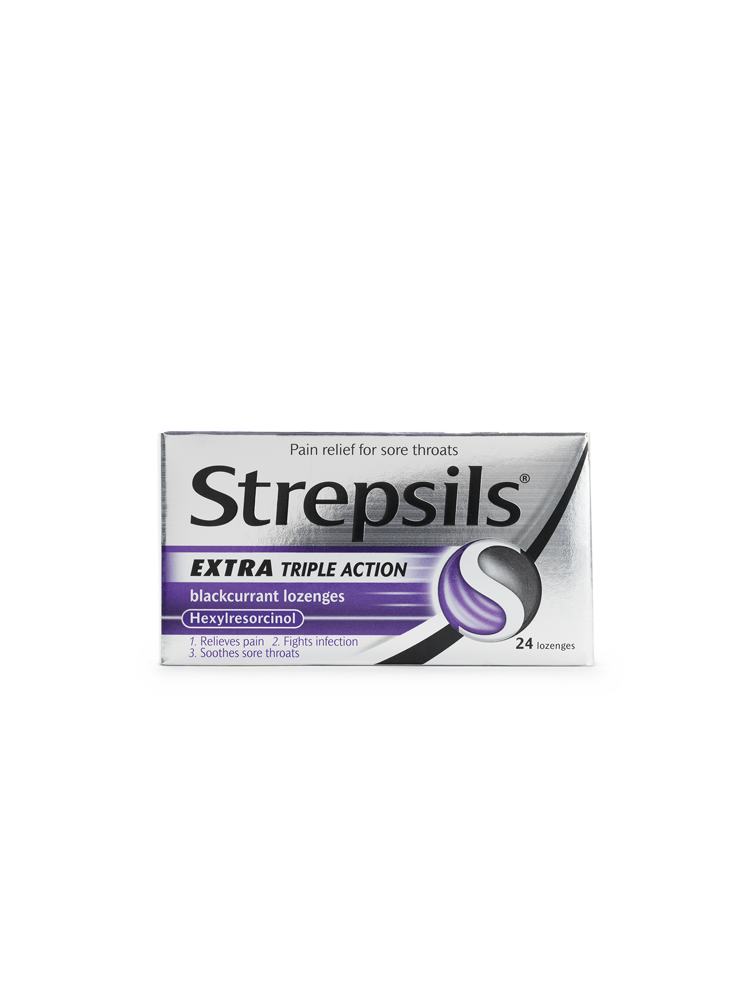 Pain relief for sore throats
Strepsils®
EXTRA TRIPLE ACTION
blackcurrant lozenges
Hexylresorcinol
1. Relieves pain 2. Fights infection
3. Soothes sore throats
24 lozenges